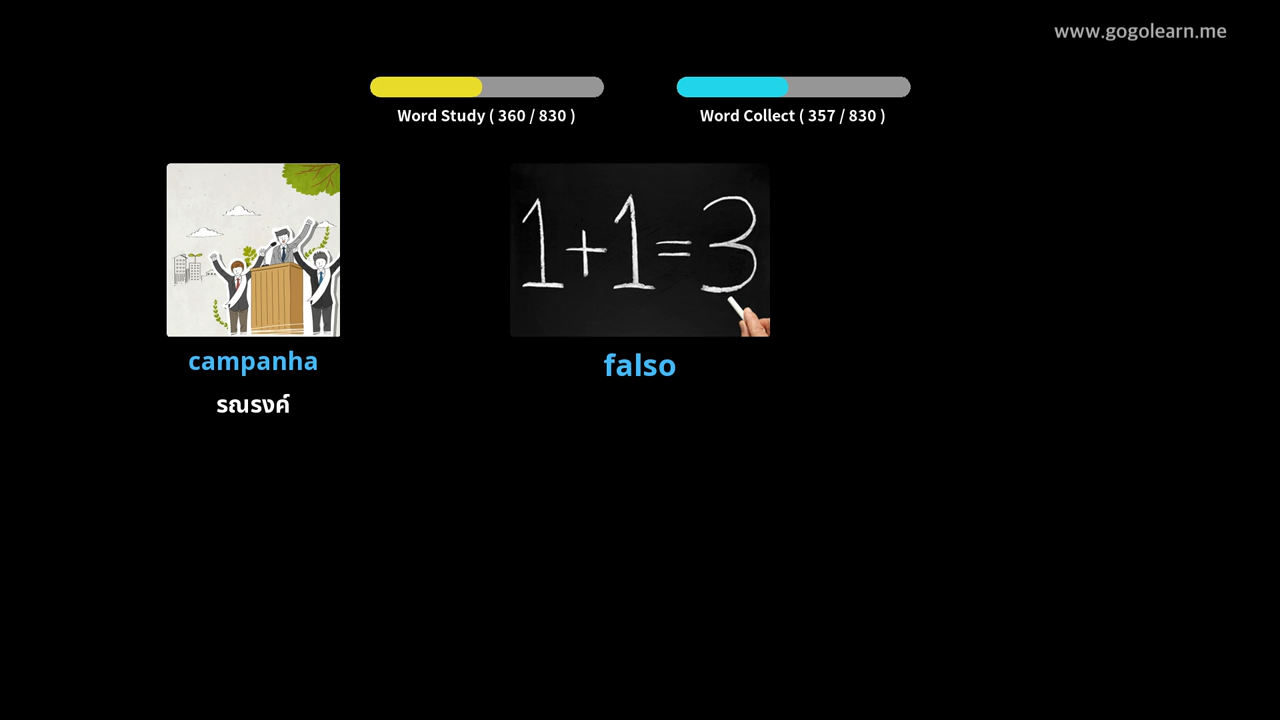 www.gogolearn.me
Word Study ( 360 / 830 )
Word Collect ( 357 / 830 )
1+1=3
campanha
falso
รณรงค์